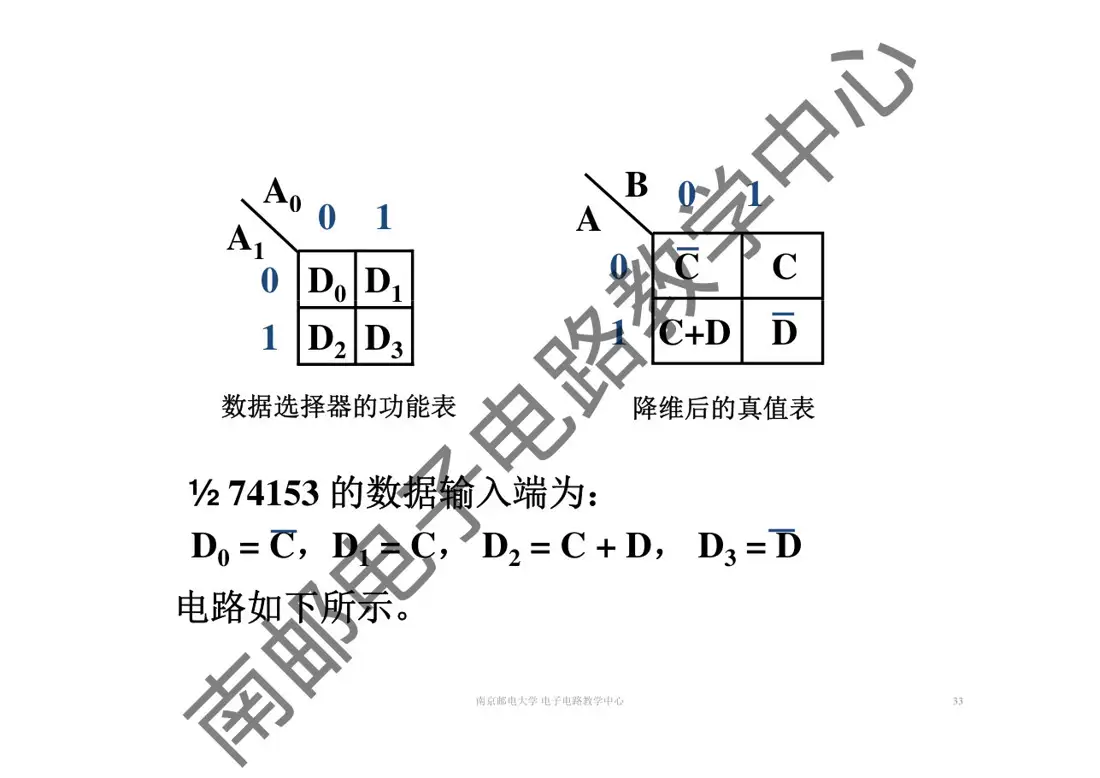 A₀
0 1
A₁
0 D₀ D₁
1 D₂ D₃
数据选择器的功能表
B
0 1
A
0 C̅ C
1 C+D D̅
降维后的真值表
½ 74153 的数据输入端为:
D₀ = C̅, D₁ = C, D₂ = C + D, D₃ = D̅
电路如下所示。
南邮电子电路教学中心
南京邮电大学 电子电路教学中心
33